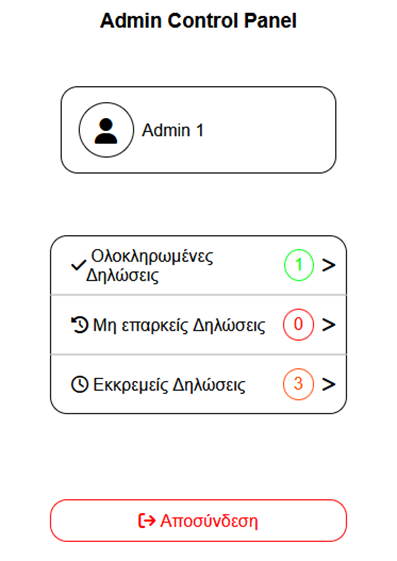 Admin Control Panel
Admin 1
Ολοκληρωμένες
Δηλώσεις
1
Μη επαρκείς Δηλώσεις
0
Εκκρεμείς Δηλώσεις
3
Αποσύνδεση